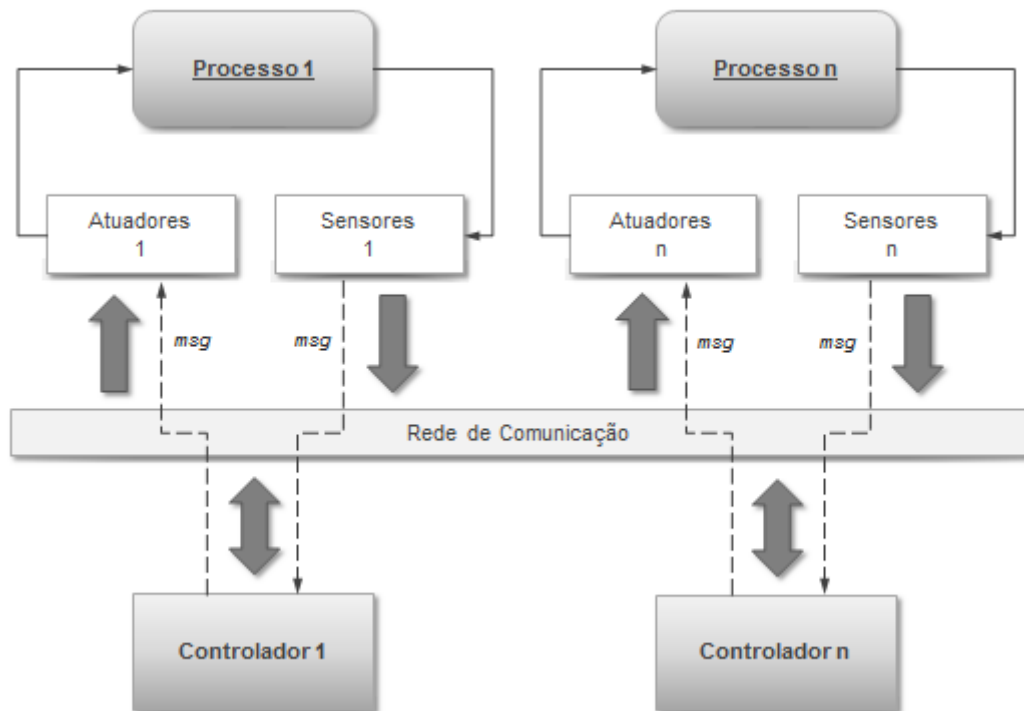 Processo 1
Processo n
Atuadores
1
Sensores
1
Atuadores
n
Sensores
n
msg
msg
msg
msg
Rede de Comunicação
Controlador 1
Controlador n